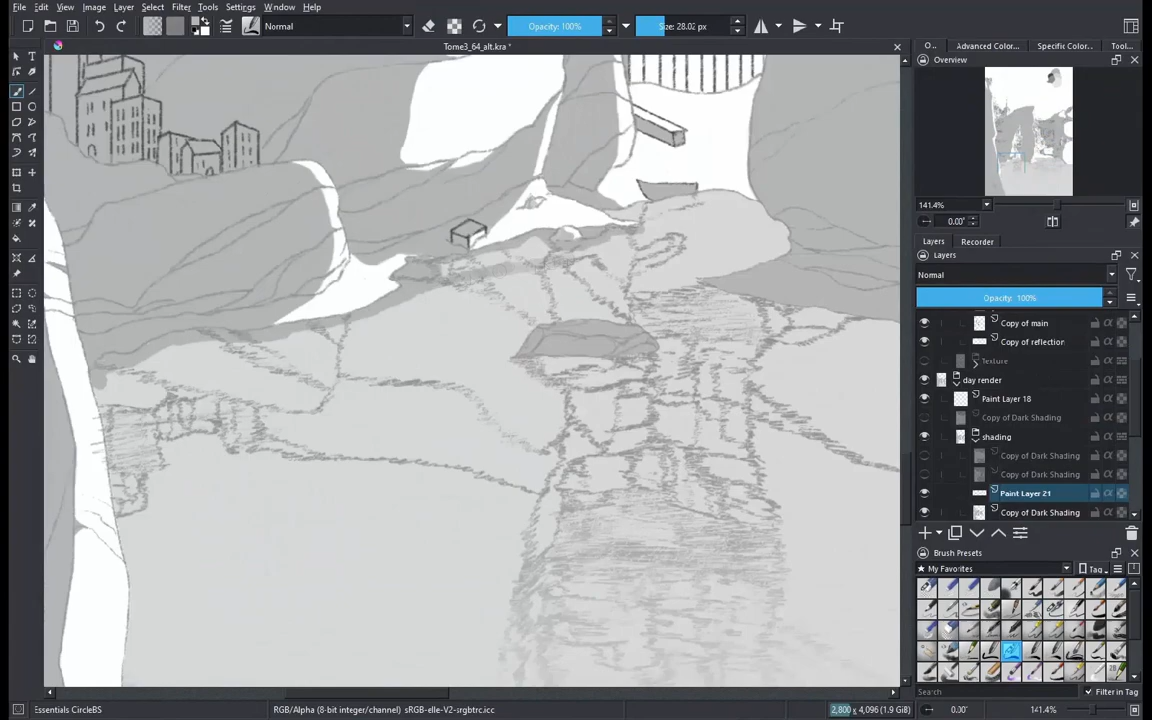 File Edit View Image Layer Select Filter Tools Settings Window Help
Normal Opacity: 100% Size: 28.02 px
Tome3_64_alt.kra *
O... Advanced Color... Specific Color... Tool...
Overview
141.4%
0.00°
Layers Recorder
Layers
Normal
Opacity: 100%
Copy of main
Copy of reflection
Texture
day render
Paint Layer 18
Copy of Dark Shading
shading
Copy of Dark Shading
Copy of Dark Shading
Paint Layer 21
Copy of Dark Shading
Brush Presets
My Favorites Tag
Search Filter in Tag
Essentials CircleBS RGB/Alpha (8-bit integer/channel) sRGB-elle-V2-srgbtrc.icc 2,800 x 4,096 (1.9 GiB) 0.00° 141.4%